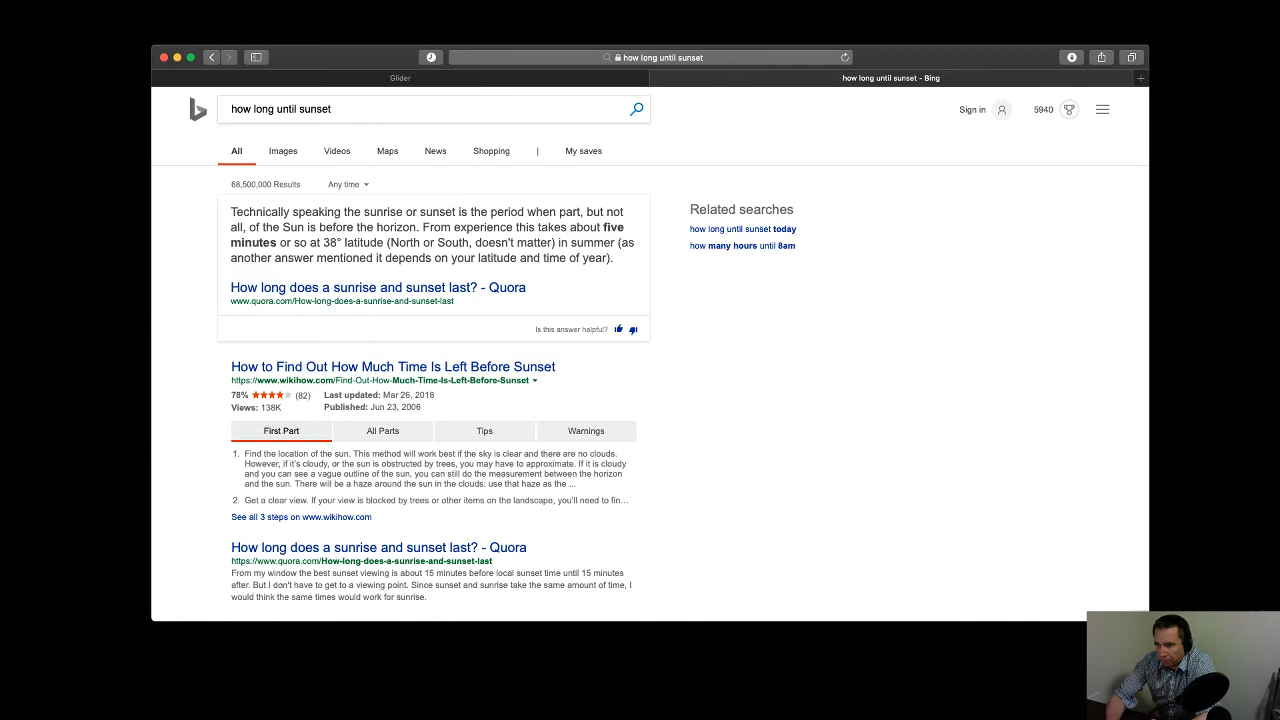 how long until sunset
Glider
how long until sunset - Bing
how long until sunset
Sign in
5940
All
Images
Videos
Maps
News
Shopping
|
My saves
68,500,000 Results
Any time
Technically speaking the sunrise or sunset is the period when part, but not
all, of the Sun is before the horizon. From experience this takes about five
minutes or so at 38° latitude (North or South, doesn't matter) in summer (as
another answer mentioned it depends on your latitude and time of year).
How long does a sunrise and sunset last? - Quora
www.quora.com/How-long-does-a-sunrise-and-sunset-last
Is this answer helpful?
Related searches
how long until sunset today
how many hours until 8am
How to Find Out How Much Time Is Left Before Sunset
https://www.wikihow.com/Find-Out-How-Much-Time-Is-Left-Before-Sunset
78%
(82)
Last updated: Mar 26, 2018
Views: 138K
Published: Jun 23, 2006
First Part
All Parts
Tips
Warnings
1. Find the location of the sun. This method will work best if the sky is clear and there are no clouds.
However, if it's cloudy, or the sun is obstructed by trees, you may have to approximate. If it is cloudy
and you can see a vague outline of the sun, you can still do the measurement between the horizon
and the sun. There will be a haze around the sun in the clouds: use that haze as the ...
2. Get a clear view. If your view is blocked by trees or other items on the landscape, you'll need to fin...
See all 3 steps on www.wikihow.com
How long does a sunrise and sunset last? - Quora
https://www.quora.com/How-long-does-a-sunrise-and-sunset-last
From my window the best sunset viewing is about 15 minutes before local sunset time until 15 minutes
after. But I don't have to get to a viewing point. Since sunset and sunrise take the same amount of time, I
would think the same times would work for sunrise.